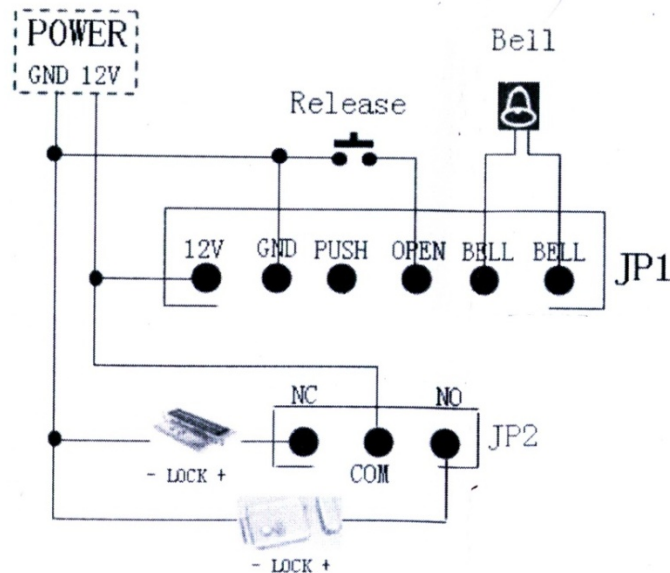 POWER
GND 12V
Bell
Release
12V GND PUSH OPEN BELL BELL
JP1
NC NO
JP2
COM
- LOCK +
- LOCK +